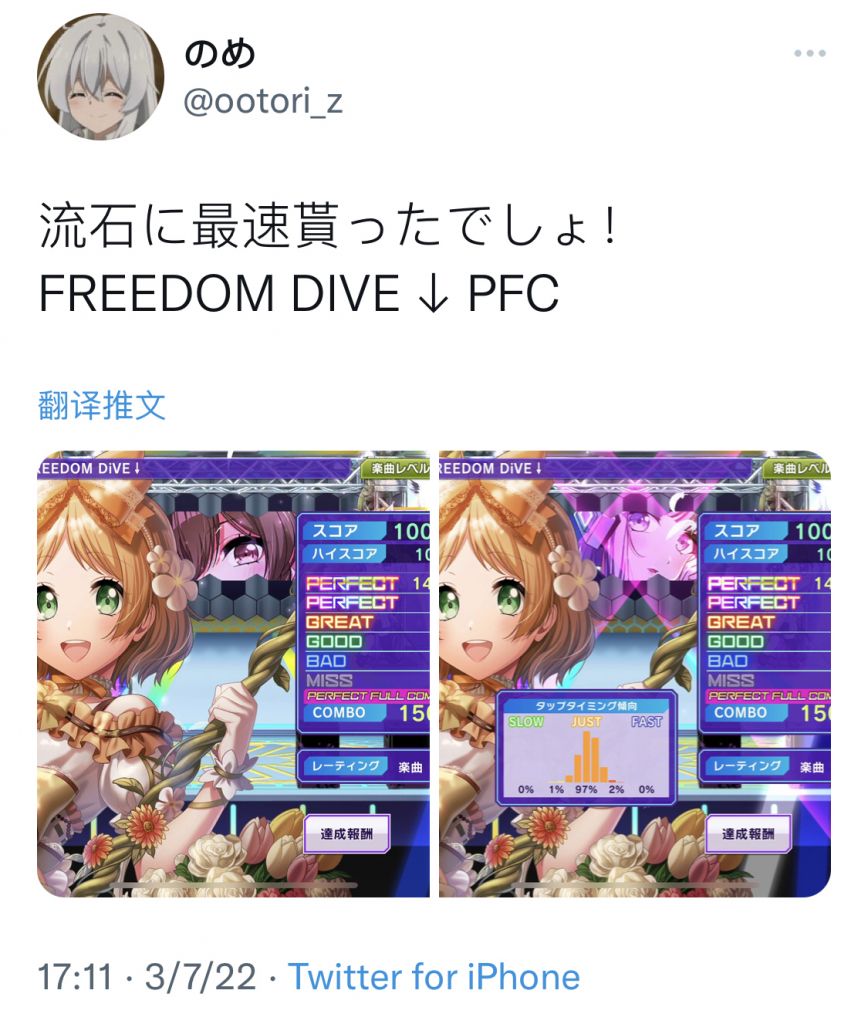 のめ
@ootori_z
流石に最速貰ったでしょ！
FREEDOM DIVE ↓ PFC
翻译推文
REEDOM DiVE↓
楽曲レベル
スコア 100
ハイスコア 10
PERFECT 14
PERFECT
GREAT
GOOD
BAD
MISS
PERFECT FULL COM
COMBO 150
レーティング 楽曲
達成報酬
REEDOM DiVE↓
楽曲レベル
スコア 100
ハイスコア 10
PERFECT 14
PERFECT
GREAT
GOOD
BAD
MISS
PERFECT FULL COM
COMBO 150
タップタイミング傾向
SLOW JUST FAST
0% 1% 97% 2% 0%
レーティング 楽曲
達成報酬
17:11 · 3/7/22 · Twitter for iPhone